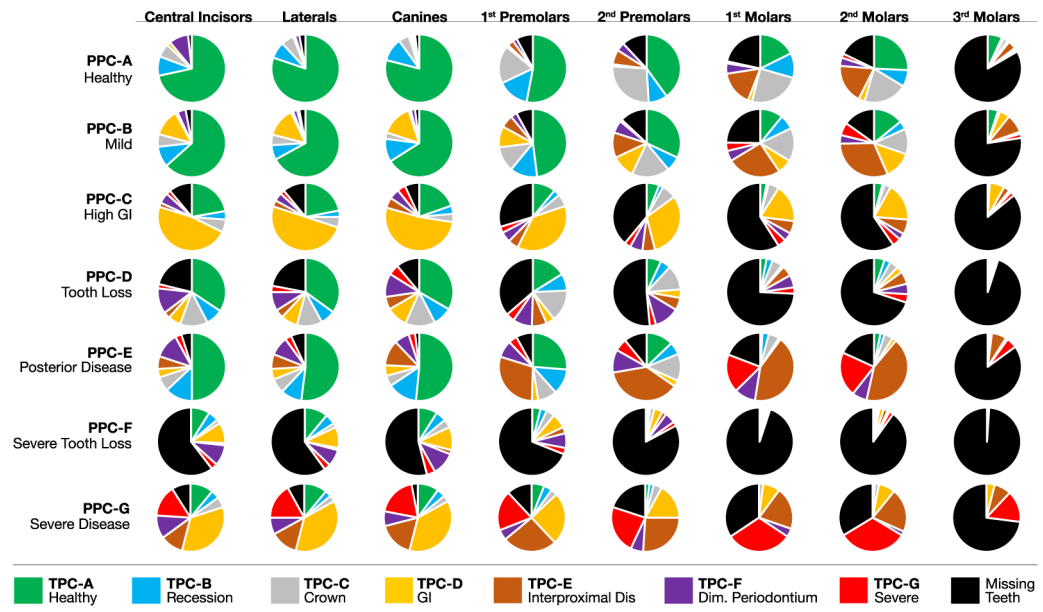 Central Incisors Laterals Canines 1st Premolars 2nd Premolars 1st Molars 2nd Molars 3rd Molars
PPC-A
Healthy
PPC-B
Mild
PPC-C
High GI
PPC-D
Tooth Loss
PPC-E
Posterior Disease
PPC-F
Severe Tooth Loss
PPC-G
Severe Disease
TPC-A
Healthy
TPC-B
Recession
TPC-C
Crown
TPC-D
GI
TPC-E
Interproximal Dis
TPC-F
Dim. Periodontium
TPC-G
Severe
Missing
Teeth